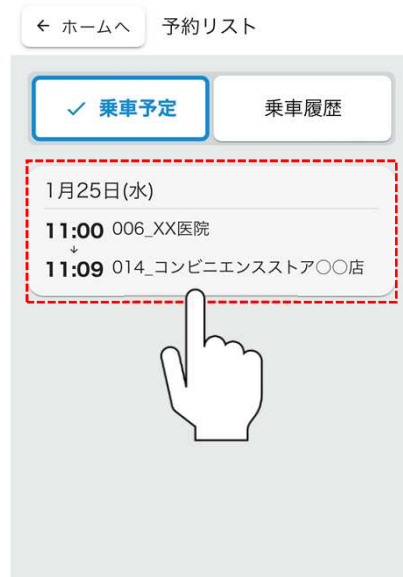 ← ホームへ 予約リスト
✓ 乗車予定 乗車履歴
1月25日(水)
11:00 006_XX医院
↓
11:09 014_コンビニエンスストア〇〇店